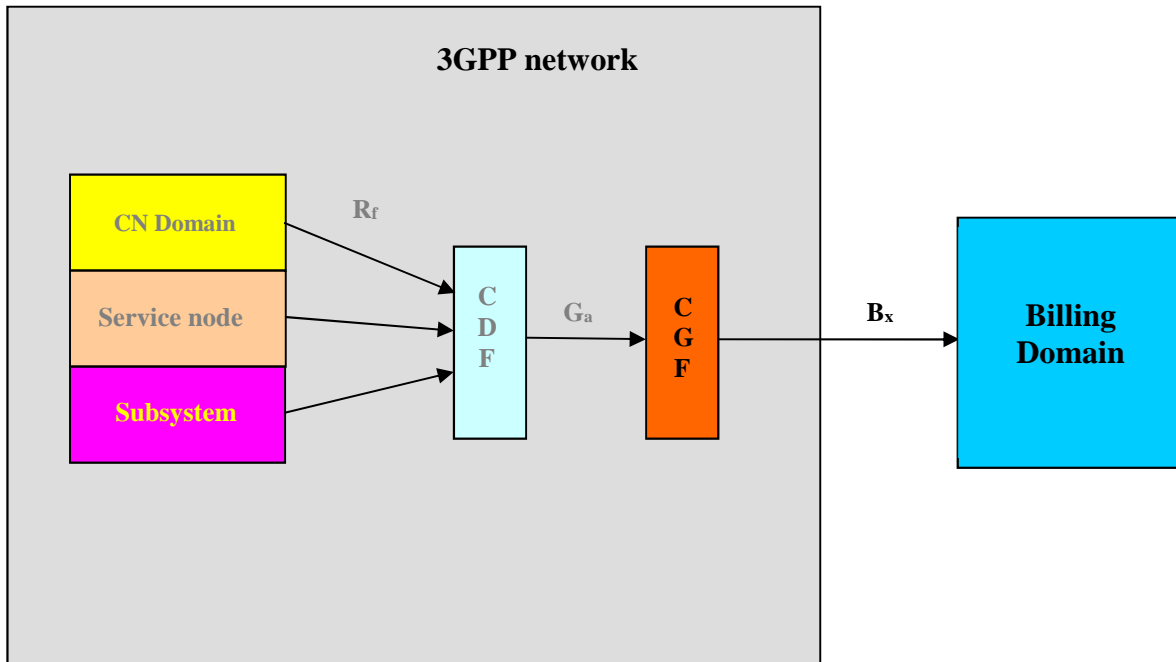 3GPP network
CN Domain
Service node
Subsystem
Rf
C
D
F
Ga
C
G
F
Bx
Billing
Domain